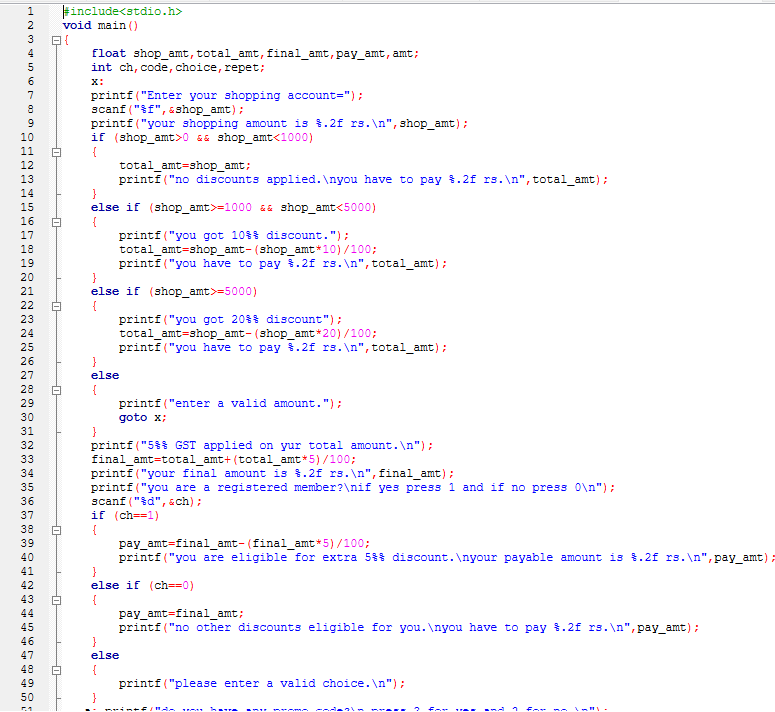 1 #include<stdio.h>
2 void main()
3 {
4 float shop_amt,total_amt,final_amt,pay_amt,amt;
5 int ch,code,choice,repet;
6 x:
7 printf("Enter your shopping account=");
8 scanf("%f",&shop_amt);
9 printf("your shopping amount is %.2f rs.\n",shop_amt);
10 if (shop_amt>0 && shop_amt<1000)
11 {
12 total_amt=shop_amt;
13 printf("no discounts applied.\nyou have to pay %.2f rs.\n",total_amt);
14 }
15 else if (shop_amt>=1000 && shop_amt<5000)
16 {
17 printf("you got 10%% discount.");
18 total_amt=shop_amt-(shop_amt*10)/100;
19 printf("you have to pay %.2f rs.\n",total_amt);
20 }
21 else if (shop_amt>=5000)
22 {
23 printf("you got 20%% discount");
24 total_amt=shop_amt-(shop_amt*20)/100;
25 printf("you have to pay %.2f rs.\n",total_amt);
26 }
27 else
28 {
29 printf("enter a valid amount.");
30 goto x;
31 }
32 printf("5%% GST applied on yur total amount.\n");
33 final_amt=total_amt+(total_amt*5)/100;
34 printf("your final amount is %.2f rs.\n",final_amt);
35 printf("you are a registered member?\nif yes press 1 and if no press 0\n");
36 scanf("%d",&ch);
37 if (ch==1)
38 {
39 pay_amt=final_amt-(final_amt*5)/100;
40 printf("you are eligible for extra 5%% discount.\nyour payable amount is %.2f rs.\n",pay_amt);
41 }
42 else if (ch==0)
43 {
44 pay_amt=final_amt;
45 printf("no other discounts eligible for you.\nyou have to pay %.2f rs.\n",pay_amt);
46 }
47 else
48 {
49 printf("please enter a valid choice.\n");
50 }